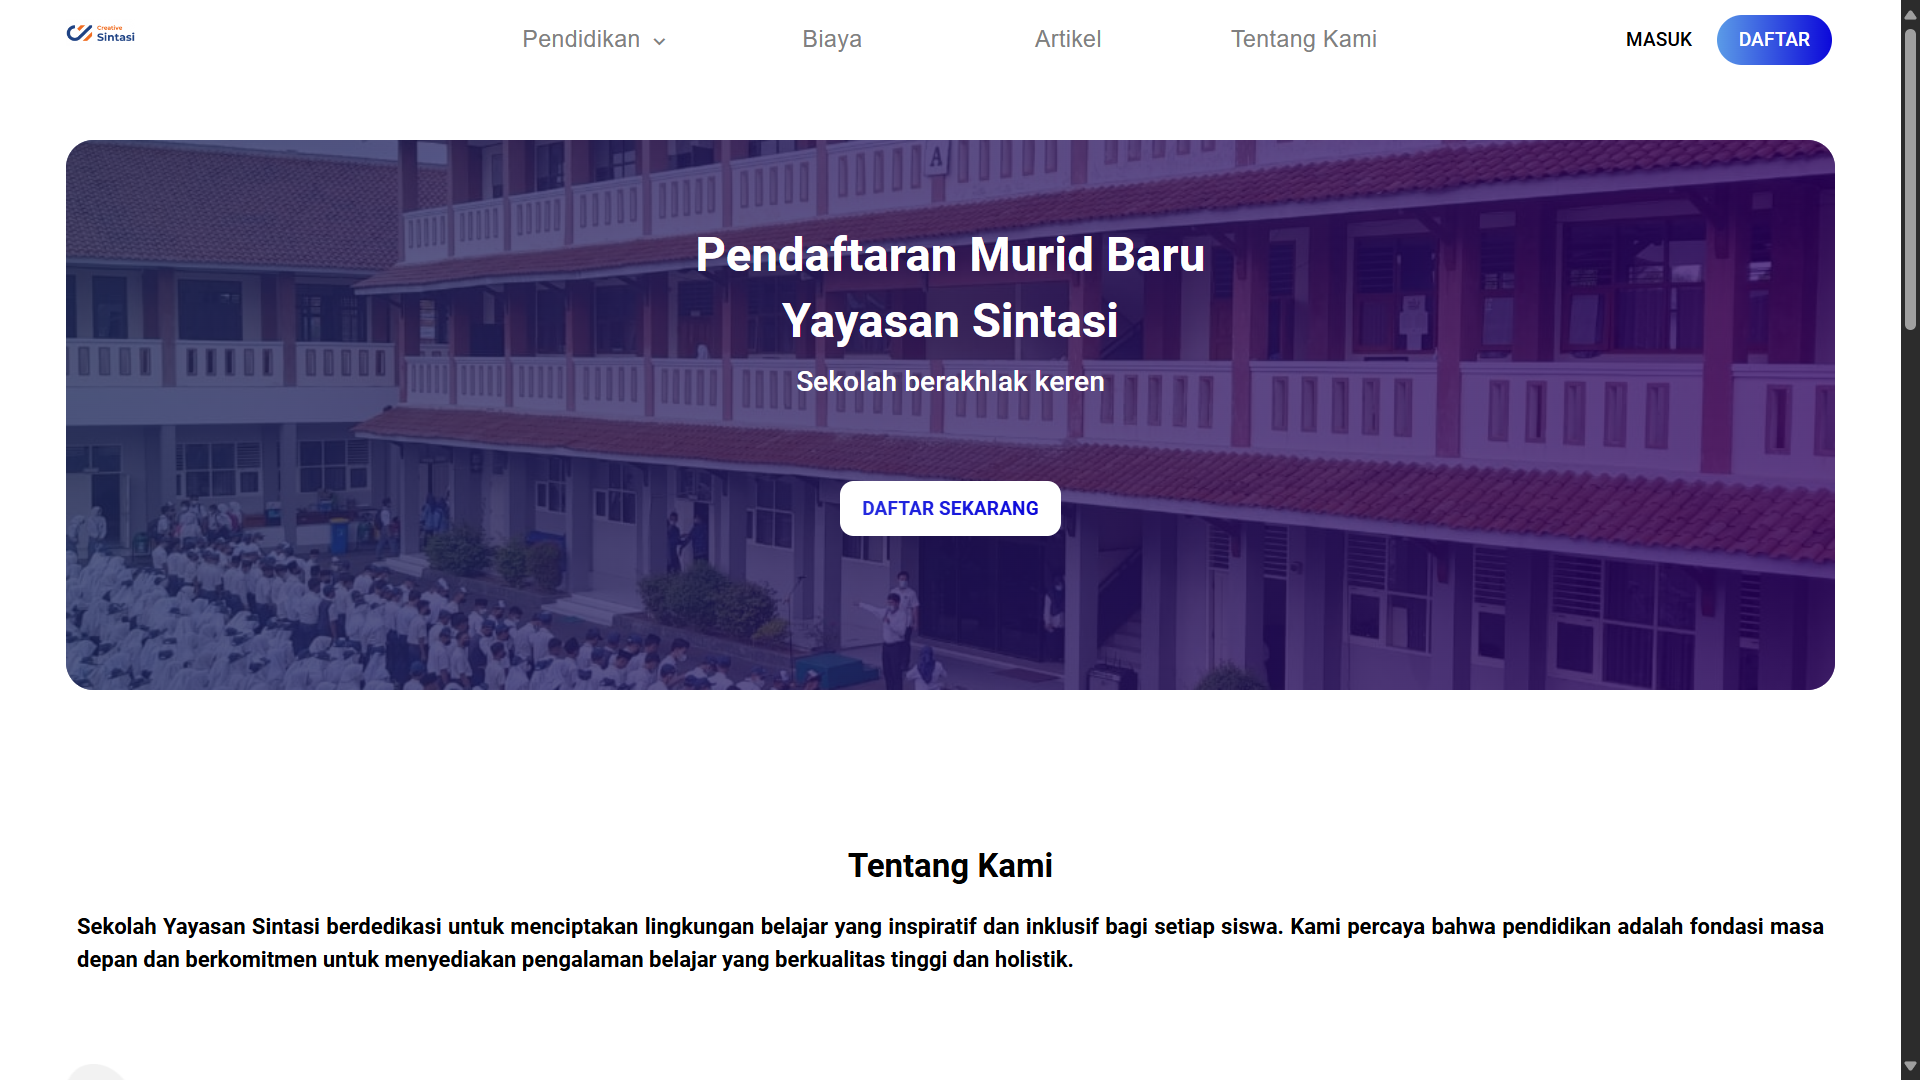 Creative
Sintasi
Pendidikan
Biaya
Artikel
Tentang Kami
MASUK
DAFTAR
A
Pendaftaran Murid Baru
Yayasan Sintasi
Sekolah berakhlak keren
DAFTAR SEKARANG
Tentang Kami
Sekolah Yayasan Sintasi berdedikasi untuk menciptakan lingkungan belajar yang inspiratif dan inklusif bagi setiap siswa. Kami percaya bahwa pendidikan adalah fondasi masa
depan dan berkomitmen untuk menyediakan pengalaman belajar yang berkualitas tinggi dan holistik.